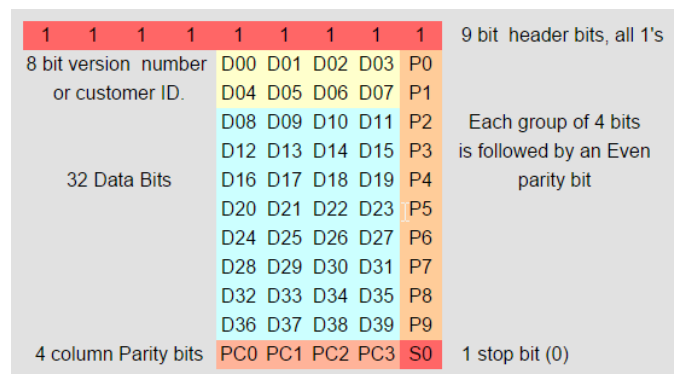 1 1 1 1 1 1 1 1 1 9 bit header bits, all 1's
8 bit version number D00 D01 D02 D03 P0
or customer ID. D04 D05 D06 D07 P1
D08 D09 D10 D11 P2 Each group of 4 bits
D12 D13 D14 D15 P3 is followed by an Even
32 Data Bits D16 D17 D18 D19 P4 parity bit
D20 D21 D22 D23 P5
D24 D25 D26 D27 P6
D28 D29 D30 D31 P7
D32 D33 D34 D35 P8
D36 D37 D38 D39 P9
4 column Parity bits PC0 PC1 PC2 PC3 S0 1 stop bit (0)